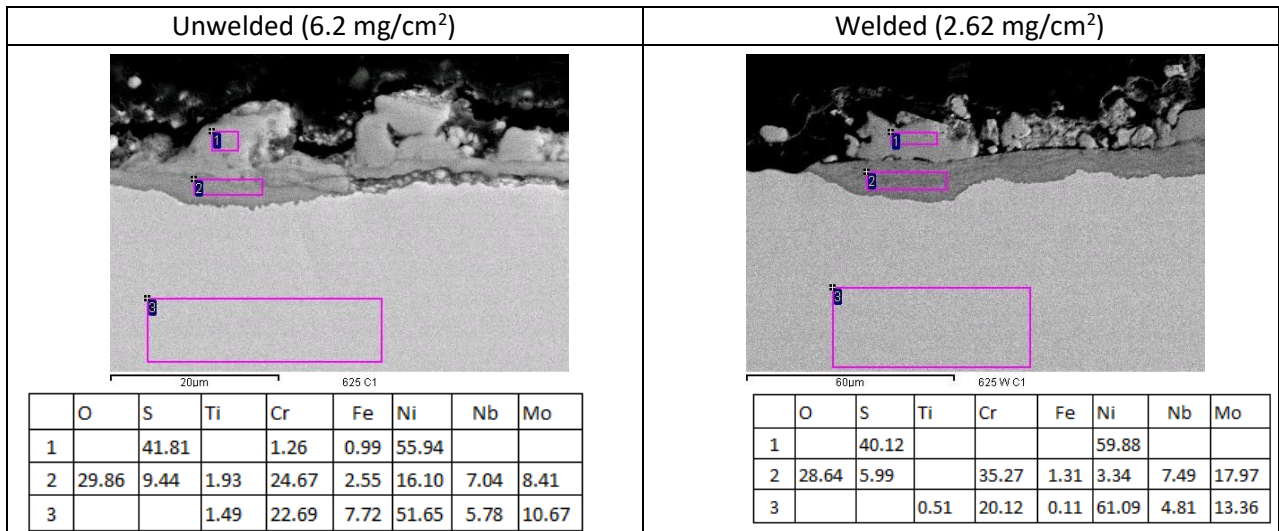 Unwelded (6.2 mg/cm²)
Welded (2.62 mg/cm²)
1
2
3
20µm 625 C1
1
2
3
60µm 625 W C1
O S Ti Cr Fe Ni Nb Mo
1 41.81 1.26 0.99 55.94
2 29.86 9.44 1.93 24.67 2.55 16.10 7.04 8.41
3 1.49 22.69 7.72 51.65 5.78 10.67
O S Ti Cr Fe Ni Nb Mo
1 40.12 59.88
2 28.64 5.99 35.27 1.31 3.34 7.49 17.97
3 0.51 20.12 0.11 61.09 4.81 13.36